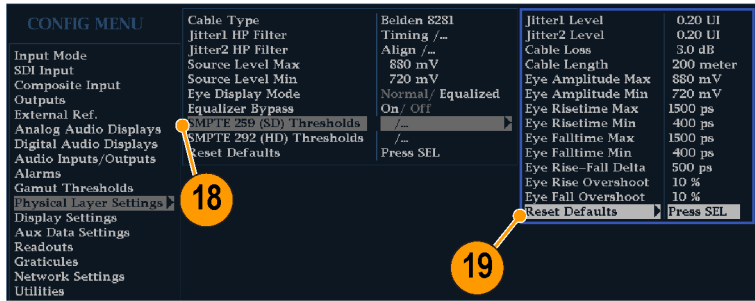 CONFIG MENU
Input Mode
SDI Input
Composite Input
Outputs
External Ref.
Analog Audio Displays
Digital Audio Displays
Audio Inputs/Outputs
Alarms
Gamut Thresholds
Physical Layer Settings
Display Settings
Aux Data Settings
Readouts
Graticules
Network Settings
Utilities
Cable Type Belden 8281
Jitter1 HP Filter Timing /...
Jitter2 HP Filter Align /...
Source Level Max 880 mV
Source Level Min 720 mV
Eye Display Mode Normal/ Equalized
Equalizer Bypass On/ Off
SMPTE 259 (SD) Thresholds /...
SMPTE 292 (HD) Thresholds /...
Reset Defaults Press SEL
18
Jitter1 Level 0.20 UI
Jitter2 Level 0.20 UI
Cable Loss 3.0 dB
Cable Length 200 meter
Eye Amplitude Max 880 mV
Eye Amplitude Min 720 mV
Eye Risetime Max 1500 ps
Eye Risetime Min 400 ps
Eye Falltime Max 1500 ps
Eye Falltime Min 400 ps
Eye Rise-Fall Delta 500 ps
Eye Rise Overshoot 10 %
Eye Fall Overshoot 10 %
Reset Defaults Press SEL
19